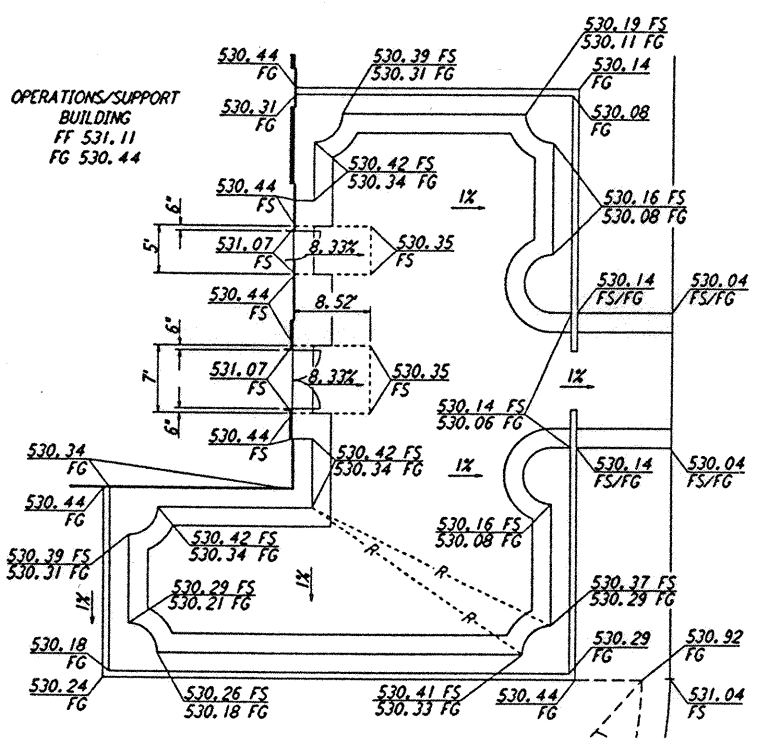 530.19 FS
530.11 FG
530.44
FG
530.39 FS
530.31 FG
530.14
FG
OPERATIONS/SUPPORT
BUILDING
FF 531.11
FG 530.44
530.31
FG
530.08
FG
530.42 FS
530.34 FG
530.44
FS
6"
1%
530.16 FS
530.08 FG
5'
531.07
FS
8.33%
530.35
FS
530.44
FS
8.52'
530.14
FS/FG
530.04
FS/FG
6"
7'
531.07
FS
8.33%
530.35
FS
1%
6"
530.44
FS
530.14 FS
530.06 FG
530.34
FG
530.42 FS
530.34 FG
1%
530.14
FS/FG
530.04
FS/FG
530.44
FG
530.39 FS
530.31 FG
530.42 FS
530.34 FG
530.16 FS
530.08 FG
R
R
R
R
1%
530.29 FS
530.21 FG
1%
530.37 FS
530.29 FG
530.18
FG
530.29
FG
530.92
FG
530.24
FG
530.26 FS
530.18 FG
530.41 FS
530.33 FG
530.44
FG
531.04
FS